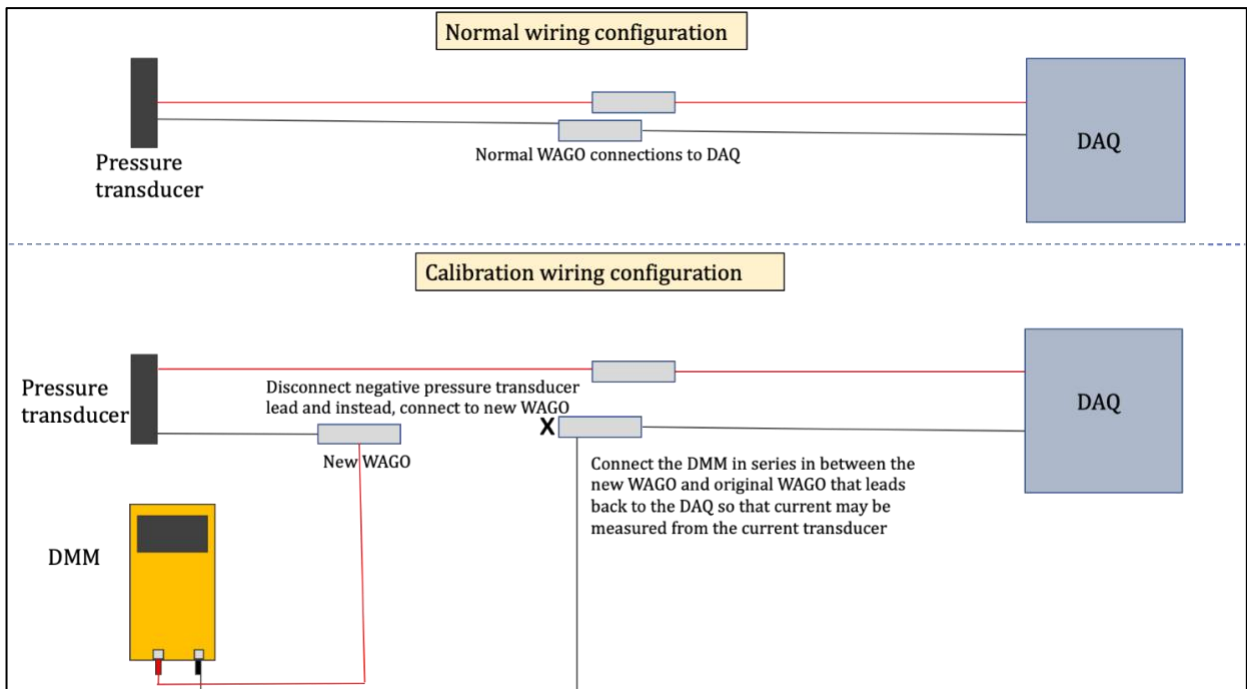 Normal wiring configuration
Pressure
transducer
Normal WAGO connections to DAQ
DAQ
Calibration wiring configuration
Pressure
transducer
Disconnect negative pressure transducer
lead and instead, connect to new WAGO
X
New WAGO
DAQ
Connect the DMM in series in between the
new WAGO and original WAGO that leads
back to the DAQ so that current may be
measured from the current transducer
DMM